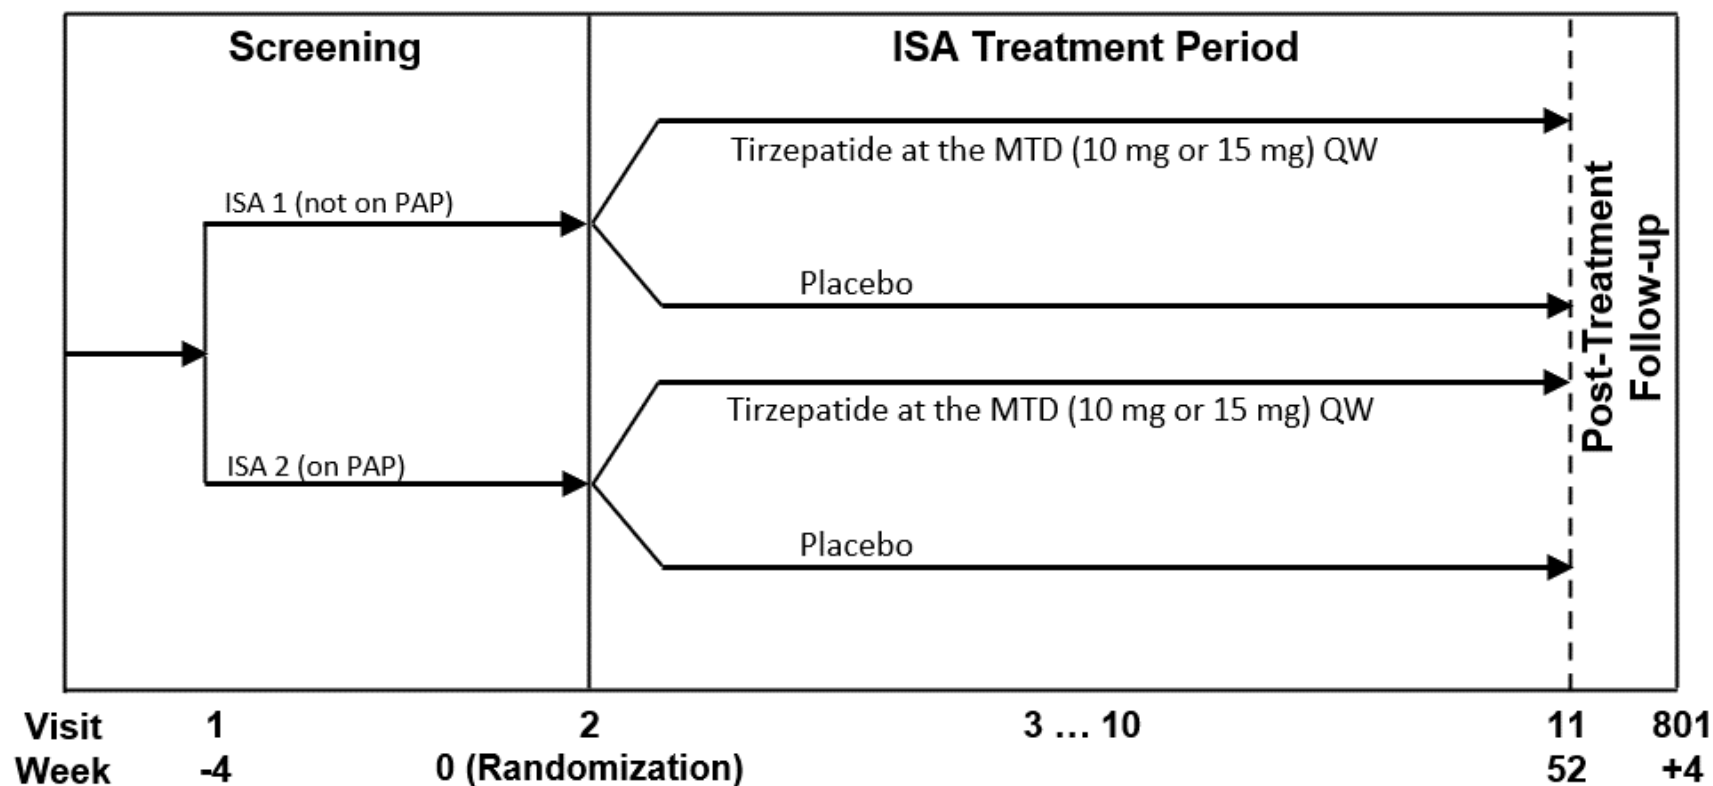 Screening
ISA Treatment Period
Tirzepatide at the MTD (10 mg or 15 mg) QW
ISA 1 (not on PAP)
Placebo
Tirzepatide at the MTD (10 mg or 15 mg) QW
ISA 2 (on PAP)
Placebo
Post-Treatment
Follow-up
Visit 1 2 3 ... 10 11 801
Week -4 0 (Randomization) 52 +4